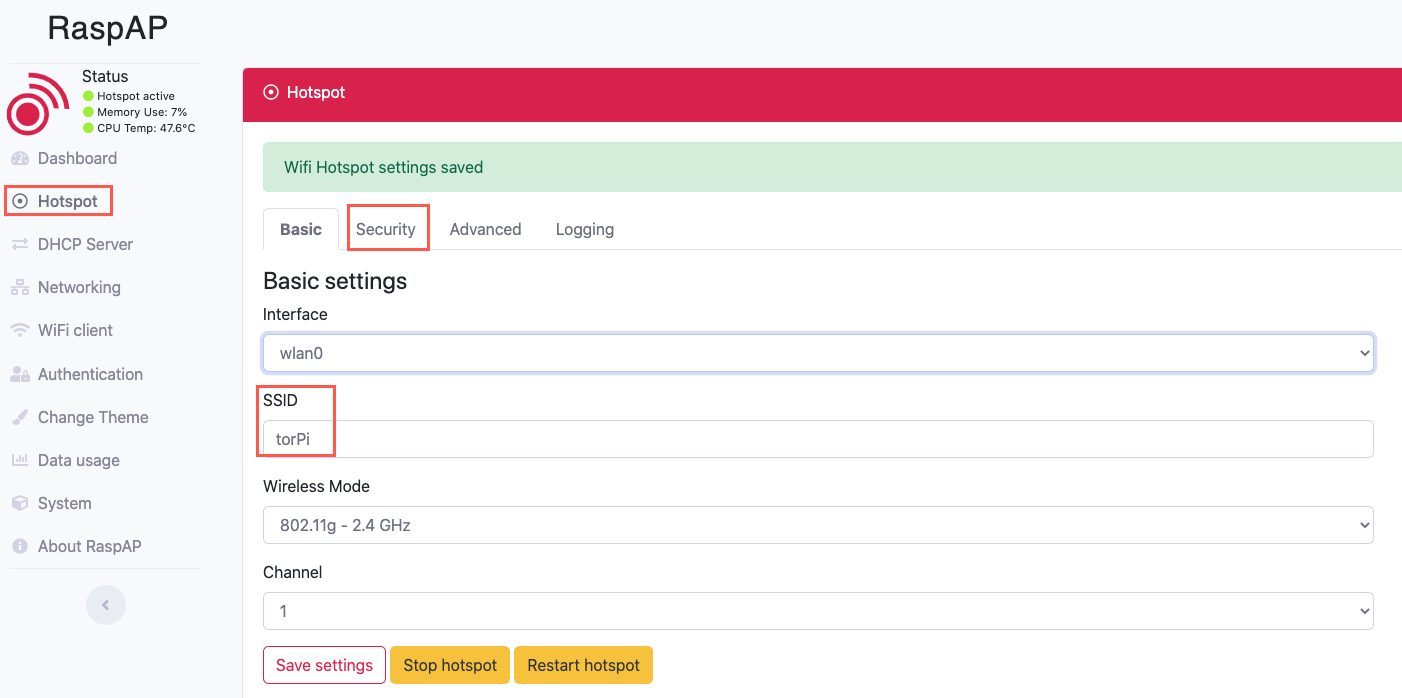 RaspAP
Status
Hotspot active
Memory Use: 7%
CPU Temp: 47.6°C
Dashboard
Hotspot
DHCP Server
Networking
WiFi client
Authentication
Change Theme
Data usage
System
About RaspAP
Hotspot
Wifi Hotspot settings saved
Basic Security Advanced Logging
Basic settings
Interface
wlan0
SSID
torPi
Wireless Mode
802.11g - 2.4 GHz
Channel
1
Save settings Stop hotspot Restart hotspot